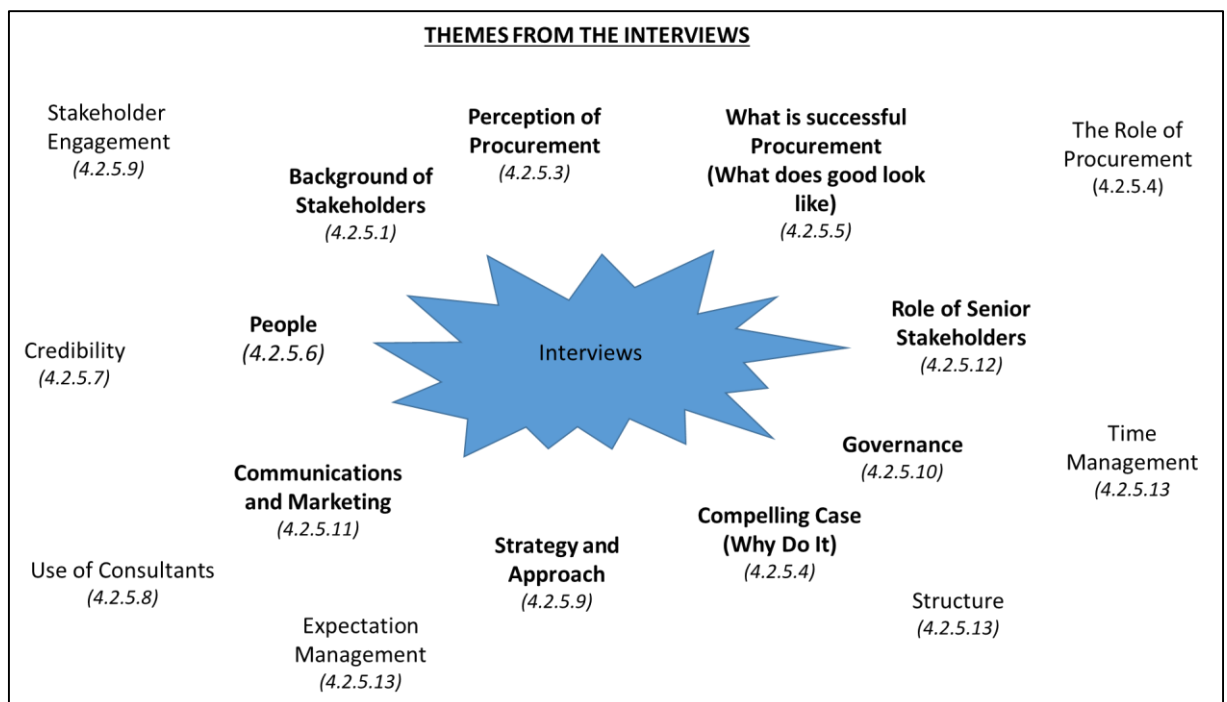 THEMES FROM THE INTERVIEWS
Stakeholder
Engagement
(4.2.5.9)
Background of
Stakeholders
(4.2.5.1)
Perception of
Procurement
(4.2.5.3)
What is successful
Procurement
(What does good look
like)
(4.2.5.5)
The Role of
Procurement
(4.2.5.4)
Credibility
(4.2.5.7)
People
(4.2.5.6)
Interviews
Role of Senior
Stakeholders
(4.2.5.12)
Communications
and Marketing
(4.2.5.11)
Governance
(4.2.5.10)
Time
Management
(4.2.5.13
Use of Consultants
(4.2.5.8)
Expectation
Management
(4.2.5.13)
Strategy and
Approach
(4.2.5.9)
Compelling Case
(Why Do It)
(4.2.5.4)
Structure
(4.2.5.13)